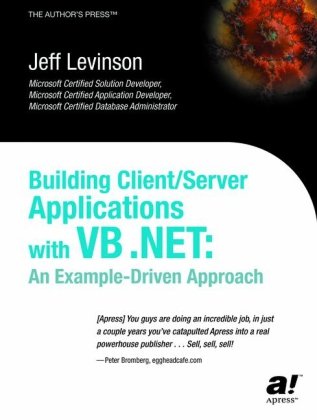 THE AUTHOR'S PRESS™
Jeff Levinson
Microsoft Certified Solution Developer,
Microsoft Certified Application Developer,
Microsoft Certified Database Administrator
Building Client/Server
Applications
with VB .NET:
An Example-Driven Approach
[Apress] You guys are doing an incredible job, in just
a couple years you've catapulted Apress into a real
powerhouse publisher . . . Sell, sell, sell!
—Peter Bromberg, eggheadcafe.com
a!™
Apress™